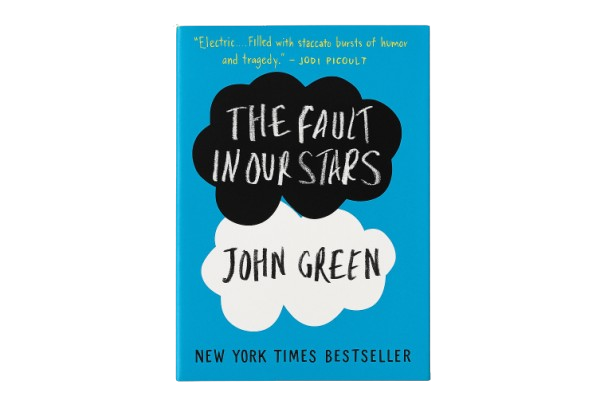 “Electric...Filled with staccato bursts of humor
and tragedy.” – JODI PICOULT
THE FAULT
IN OUR STARS
JOHN GREEN
NEW YORK TIMES BESTSELLER